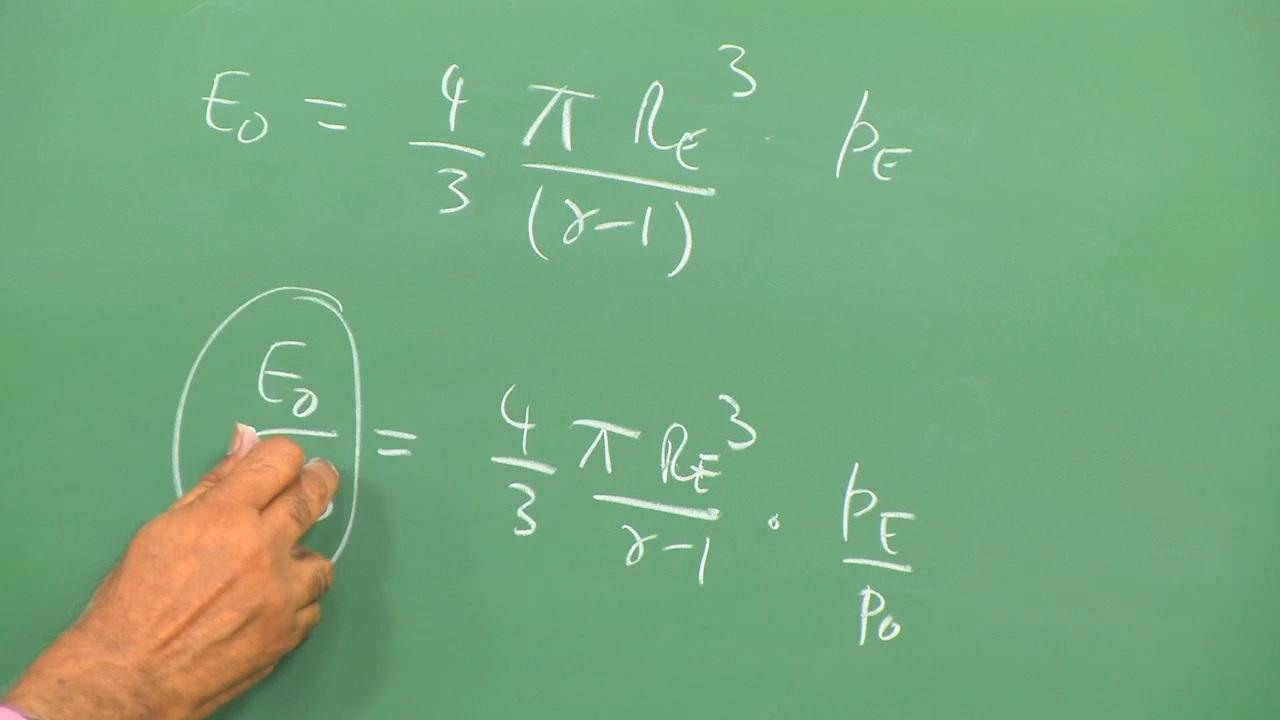 E₀ = 4/3 π R_E³/(γ-1) · p_E
E₀/ = 4/3 π R_E³/γ-1 · p_E/p₀